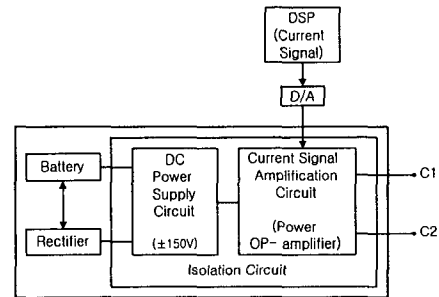 DSP
(Current
Signal)
D/A
Battery
Rectifier
DC
Power
Supply
Circuit
(±150V)
Current Signal
Amplification
Circuit
(Power
OP- amplifier)
C1
C2
Isolation Circuit